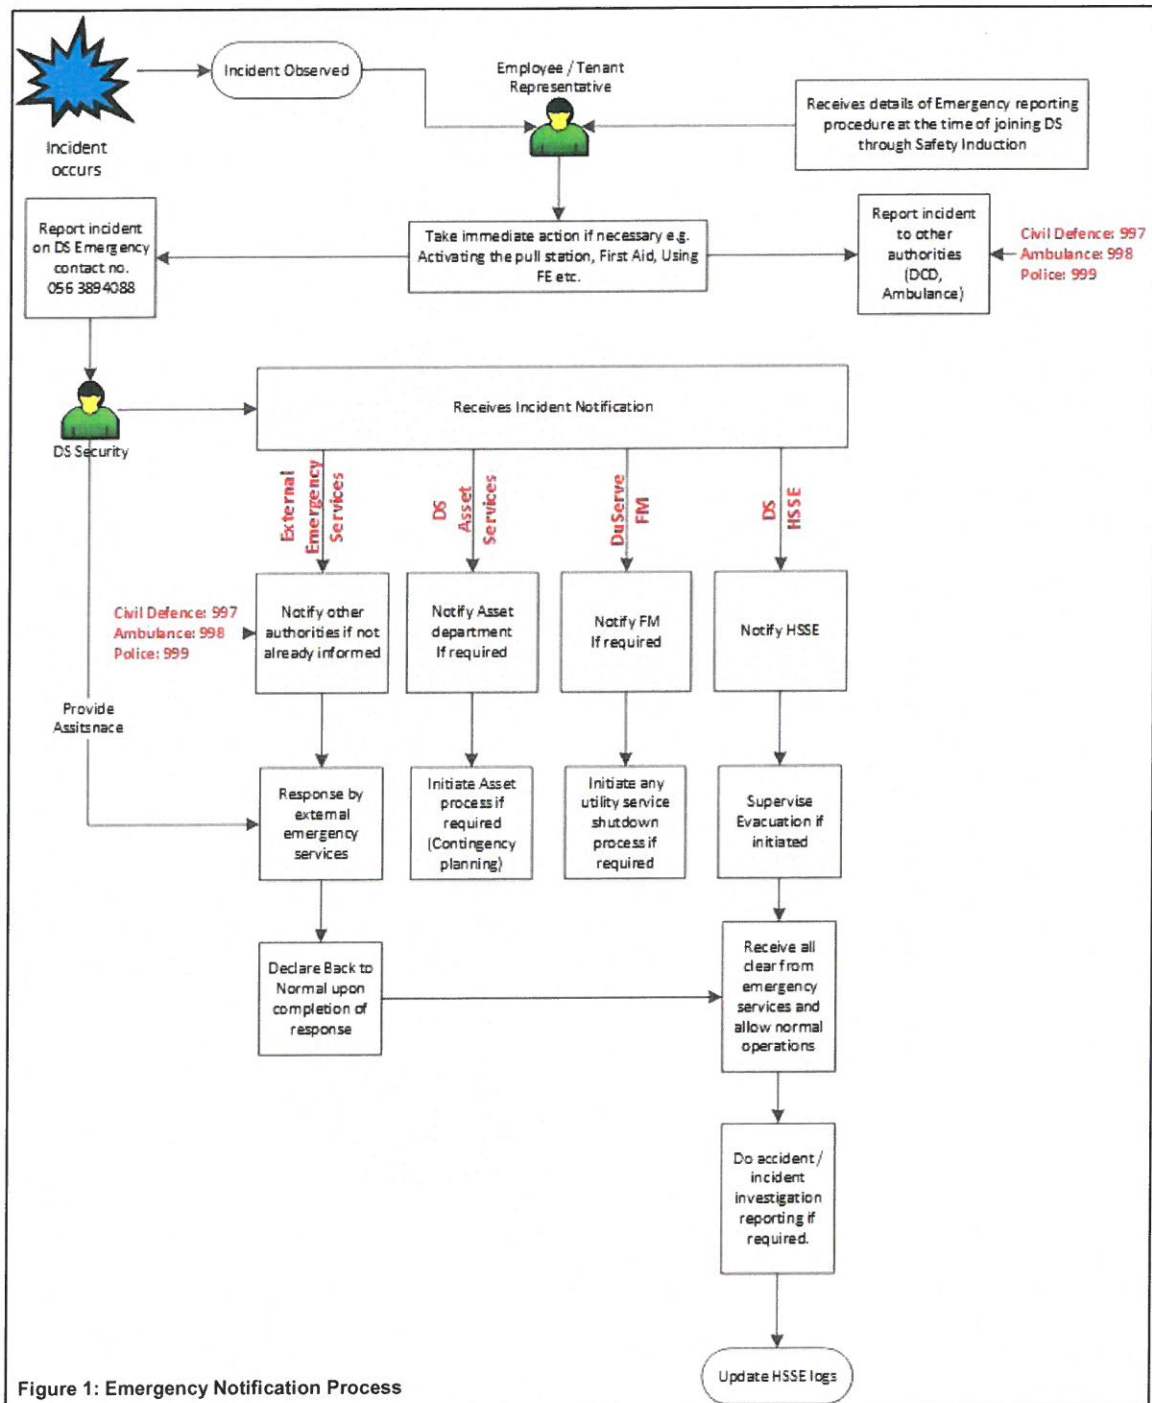 Incident Observed
Employee / Tenant
Representative
Receives details of Emergency reporting
procedure at the time of joining DS
through Safety Induction
Incident
occurs
Report incident
on DS Emergency
contact no.
056 3894088
Take immediate action if necessary e.g.
Activating the pull station, First Aid, Using
FE etc.
Report incident
to other
authorities
(DCD,
Ambulance)
Civil Defence: 997
Ambulance: 998
Police: 999
DS Security
Receives Incident Notification
External
Emergency
Services
DS
Asset
Services
DuServe
FM
DS
HSSE
Civil Defence: 997
Ambulance: 998
Police: 999
Notify other
authorities if not
already informed
Notify Asset
department
If required
Notify FM
If required
Notify HSSE
Provide
Assitsnace
Response by
external
emergency
services
Initiate Asset
process if
required
(Contingency
planning)
Initiate any
utility service
shutdown
process if
required
Supervise
Evacuation if
initiated
Declare Back to
Normal upon
completion of
response
Receive all
clear from
emergency
services and
allow normal
operations
Do accident /
incident
investigation
reporting if
required.
Update HSSE logs
Figure 1: Emergency Notification Process